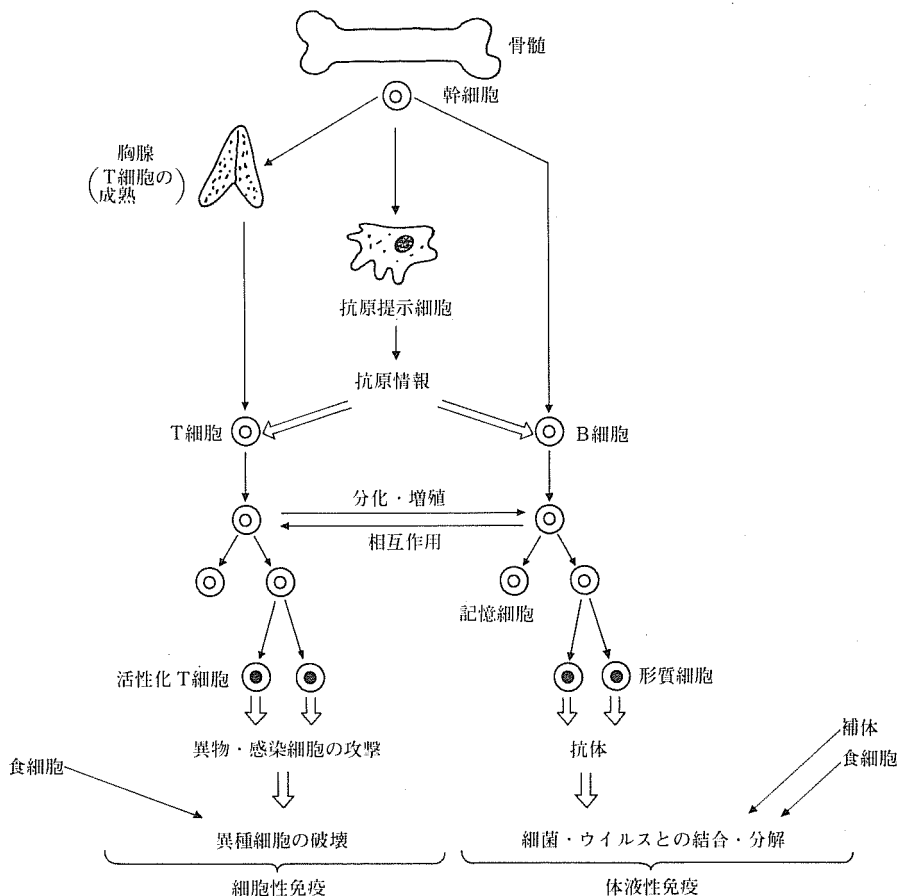 骨髄
幹細胞
胸腺
(T細胞の
成熟)
抗原提示細胞
抗原情報
T細胞
B細胞
分化・増殖
相互作用
記憶細胞
活性化T細胞
形質細胞
異物・感染細胞の攻撃
抗体
補体
食細胞
食細胞
異種細胞の破壊
細菌・ウイルスとの結合・分解
細胞性免疫
体液性免疫